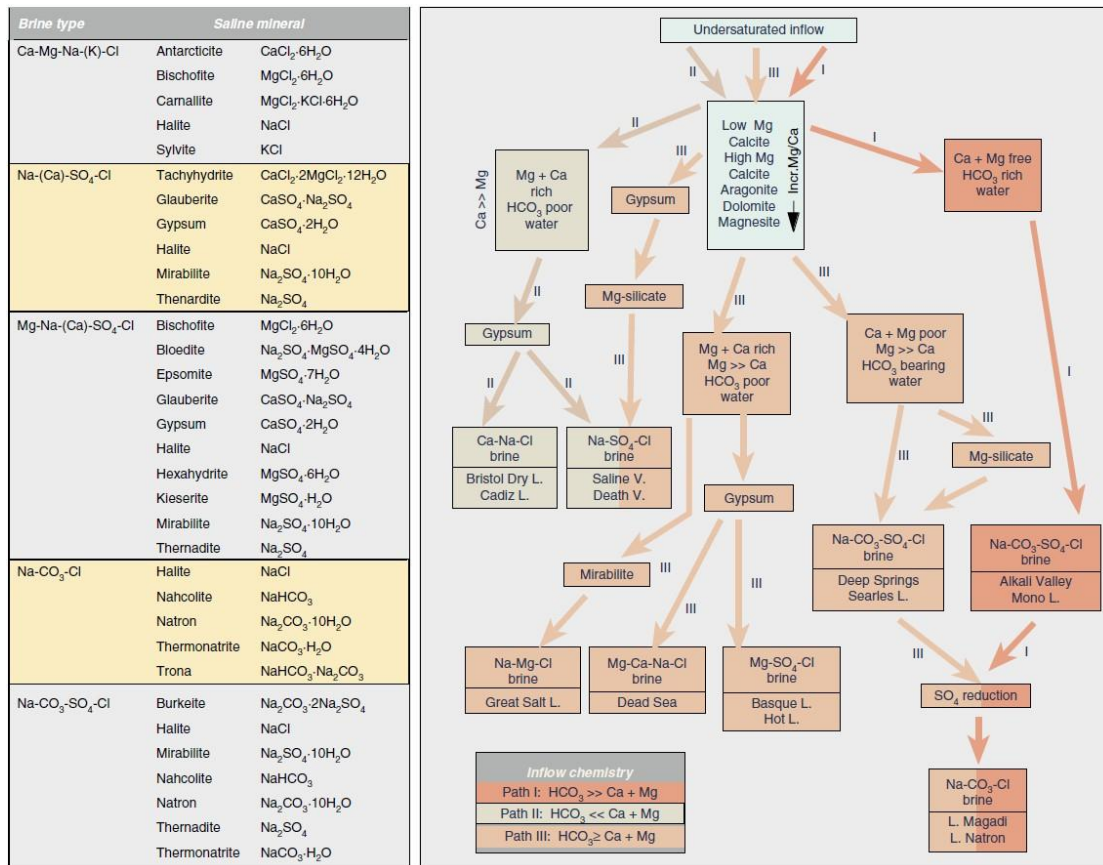 Brine type Saline mineral
Ca-Mg-Na-(K)-Cl Antarcticite CaCl₂·6H₂O
Bischofite MgCl₂·6H₂O
Carnallite MgCl₂·KCl·6H₂O
Halite NaCl
Sylvite KCl
Na-(Ca)-SO₄-Cl Tachyhydrite CaCl₂·2MgCl₂·12H₂O
Glauberite CaSO₄·Na₂SO₄
Gypsum CaSO₄·2H₂O
Halite NaCl
Mirabilite Na₂SO₄·10H₂O
Thenardite Na₂SO₄
Mg-Na-(Ca)-SO₄-Cl Bischofite MgCl₂·6H₂O
Bloedite Na₂SO₄·MgSO₄·4H₂O
Epsomite MgSO₄·7H₂O
Glauberite CaSO₄·Na₂SO₄
Gypsum CaSO₄·2H₂O
Halite NaCl
Hexahydrite MgSO₄·6H₂O
Kieserite MgSO₄·H₂O
Mirabilite Na₂SO₄·10H₂O
Thernadite Na₂SO₄
Na-CO₃-Cl Halite NaCl
Nahcolite NaHCO₃
Natron Na₂CO₃·10H₂O
Thermonatrite NaCO₃·H₂O
Trona NaHCO₃·Na₂CO₃
Na-CO₃-SO₄-Cl Burkeite Na₂CO₃·2Na₂SO₄
Halite NaCl
Mirabilite Na₂SO₄·10H₂O
Nahcolite NaHCO₃
Natron Na₂CO₃·10H₂O
Thernadite Na₂SO₄
Thermonatrite NaCO₃·H₂O
Undersaturated inflow
II
III
I
Low Mg
Calcite
High Mg
Calcite
Aragonite
Dolomite
Magnesite
Incr.Mg/Ca
II
III
I
Ca >> Mg
Mg + Ca
rich
HCO₃ poor
water
Gypsum
Ca + Mg free
HCO₃ rich
water
II
Mg-silicate
III
III
Gypsum
III
Mg + Ca rich
Mg >> Ca
HCO₃ poor
water
Ca + Mg poor
Mg >> Ca
HCO₃ bearing
water
I
II
II
Ca-Na-Cl
brine
Bristol Dry L.
Cadiz L.
Na-SO₄-Cl
brine
Saline V.
Death V.
III
III
Mg-silicate
Gypsum
Na-CO₃-SO₄-Cl
brine
Deep Springs
Searles L.
Na-CO₃-SO₄-Cl
brine
Alkali Valley
Mono L.
Mirabilite
III
III
III
Na-Mg-Cl
brine
Great Salt L.
Mg-Ca-Na-Cl
brine
Dead Sea
Mg-SO₄-Cl
brine
Basque L.
Hot L.
III
I
SO₄ reduction
Na-CO₃-Cl
brine
L. Magadi
L. Natron
Inflow chemistry
Path I: HCO₃ >> Ca + Mg
Path II: HCO₃ << Ca + Mg
Path III: HCO₃≥ Ca + Mg